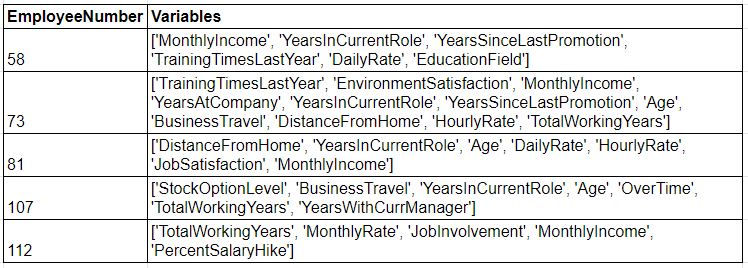 EmployeeNumber Variables
['MonthlyIncome', 'YearsInCurrentRole', 'YearsSinceLastPromotion',
58 'TrainingTimesLastYear', 'DailyRate', 'EducationField']
['TrainingTimesLastYear', 'EnvironmentSatisfaction', 'MonthlyIncome',
'YearsAtCompany', 'YearsInCurrentRole', 'YearsSinceLastPromotion', 'Age',
73 'BusinessTravel', 'DistanceFromHome', 'HourlyRate', 'TotalWorkingYears']
['DistanceFromHome', 'YearsInCurrentRole', 'Age', 'DailyRate', 'HourlyRate',
81 'JobSatisfaction', 'MonthlyIncome']
['StockOptionLevel', 'BusinessTravel', 'YearsInCurrentRole', 'Age', 'OverTime',
107 'TotalWorkingYears', 'YearsWithCurrManager']
['TotalWorkingYears', 'MonthlyRate', 'JobInvolvement', 'MonthlyIncome',
112 'PercentSalaryHike']